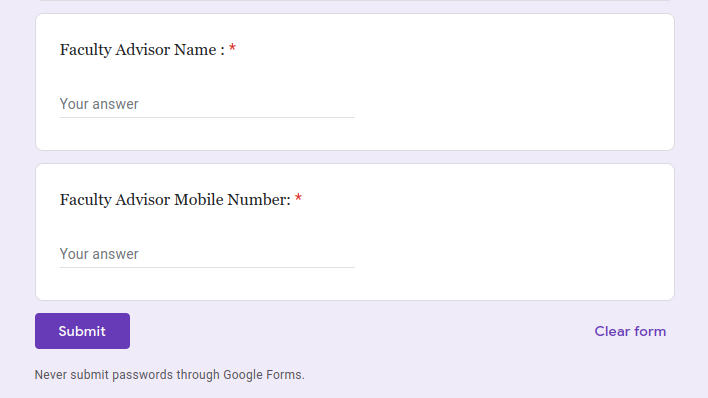 Faculty Advisor Name : *
Your answer
Faculty Advisor Mobile Number: *
Your answer
Submit
Clear form
Never submit passwords through Google Forms.